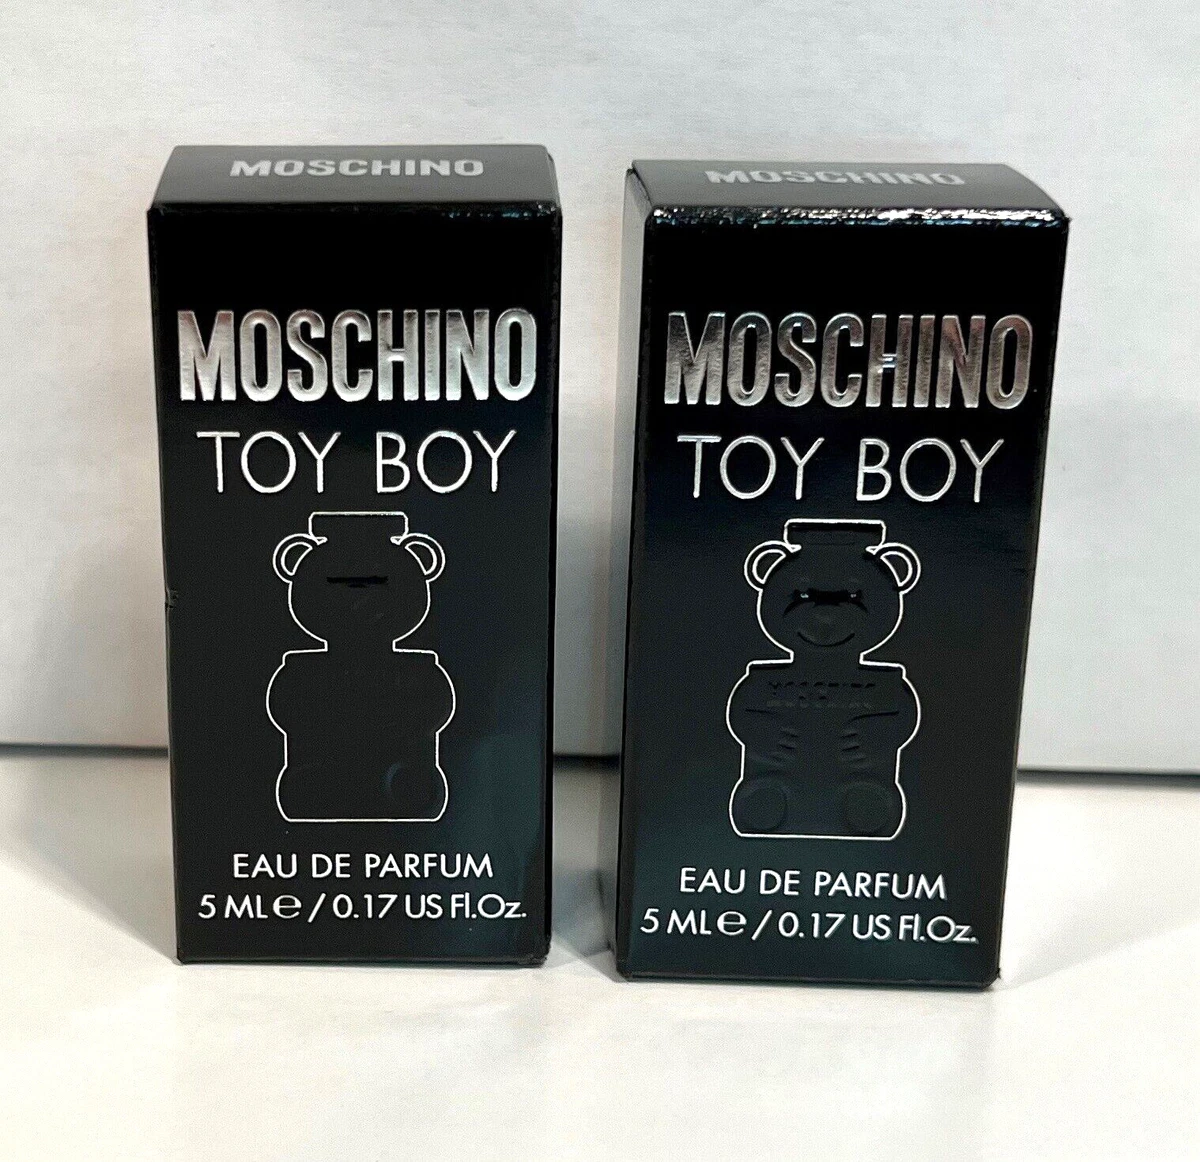 MOSCHINO
MOSCHINO
TOY BOY
EAU DE PARFUM
5 ML ℮ / 0.17 US Fl.Oz.
MOSCHINO
MOSCHINO
TOY BOY
MOSCHINO
EAU DE PARFUM
5 ML ℮ / 0.17 US Fl.Oz.